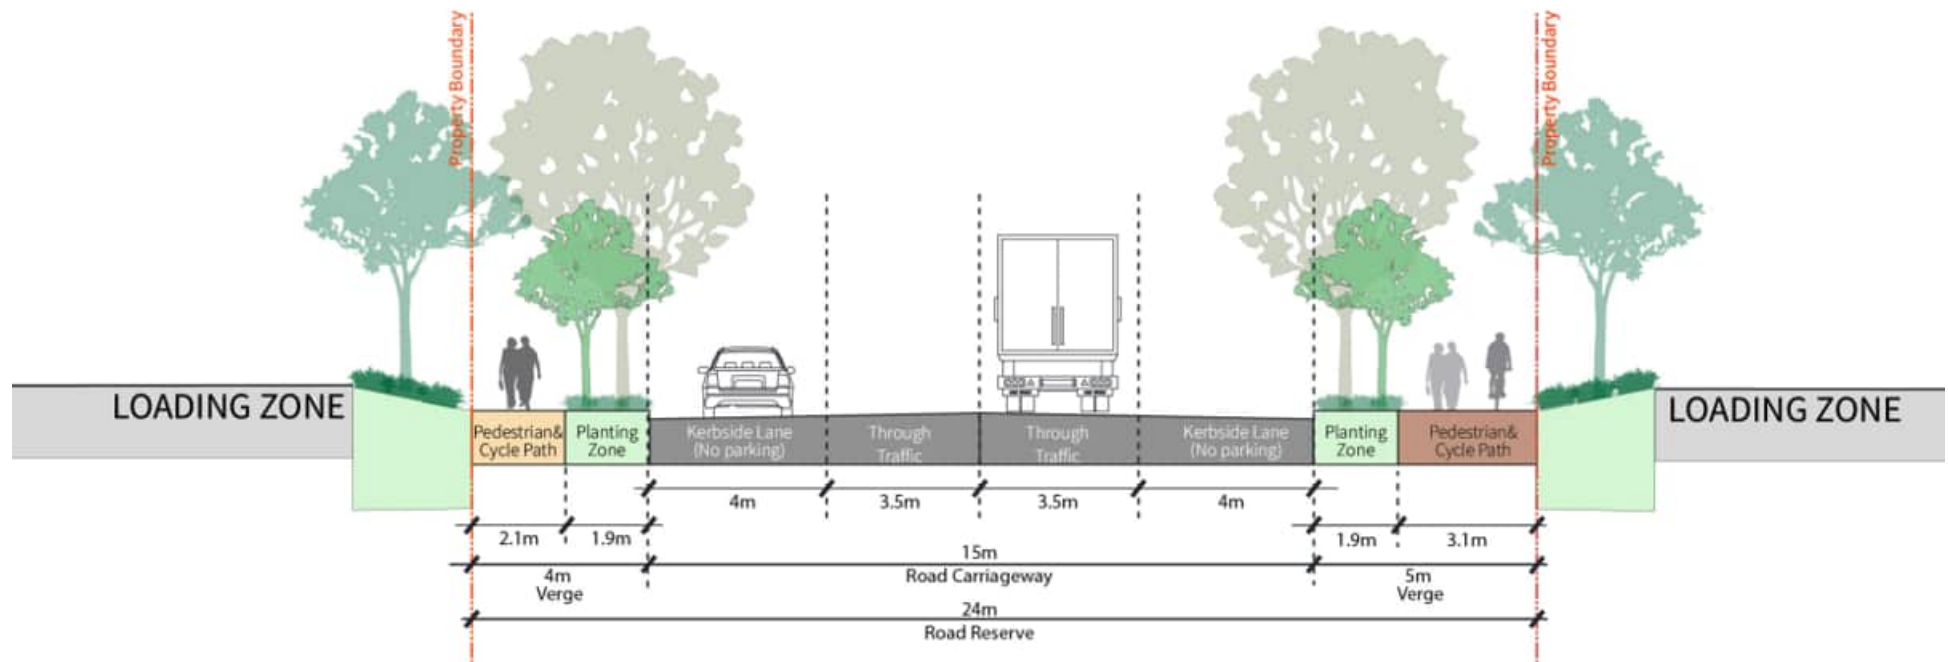 Property Boundary
Property Boundary
LOADING ZONE
LOADING ZONE
Pedestrian&
Cycle Path
Planting
Zone
Kerbside Lane
(No parking)
Through
Traffic
Through
Traffic
Kerbside Lane
(No parking)
Planting
Zone
Pedestrian&
Cycle Path
4m
3.5m
3.5m
4m
2.1m
1.9m
1.9m
3.1m
15m
Road Carriageway
4m
Verge
5m
Verge
24m
Road Reserve